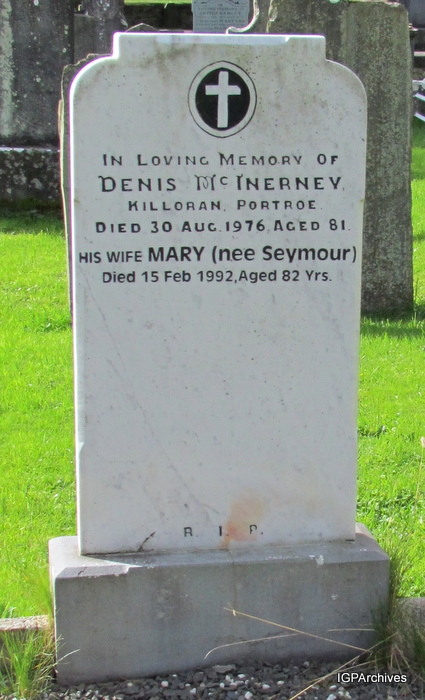 In Loving Memory Of
Denis McInerney,
Killoran, Portroe.
Died 30 Aug. 1976, Aged 81.
HIS WIFE MARY (nee Seymour)
Died 15 Feb 1992, Aged 82 Yrs.
R. I. P.
IGPArchives